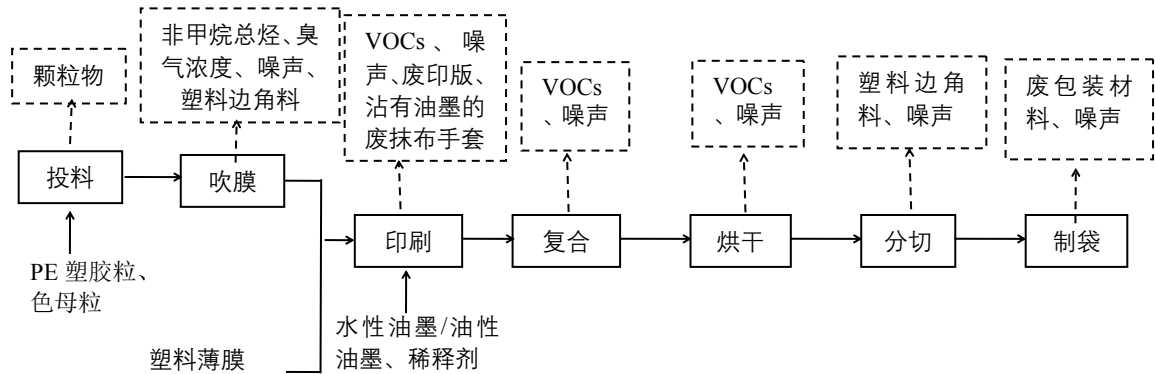 颗粒物
非甲烷总烃、臭
气浓度、噪声、
塑料边角料
VOCs、噪
声、废印版、
沾有油墨的
废抹布手套
VOCs
、噪声
VOCs
、噪声
塑料边角
料、噪声
废包装材
料、噪声
投料
吹膜
印刷
复合
烘干
分切
制袋
PE 塑胶粒、
色母粒
水性油墨/油性
油墨、稀释剂
塑料薄膜